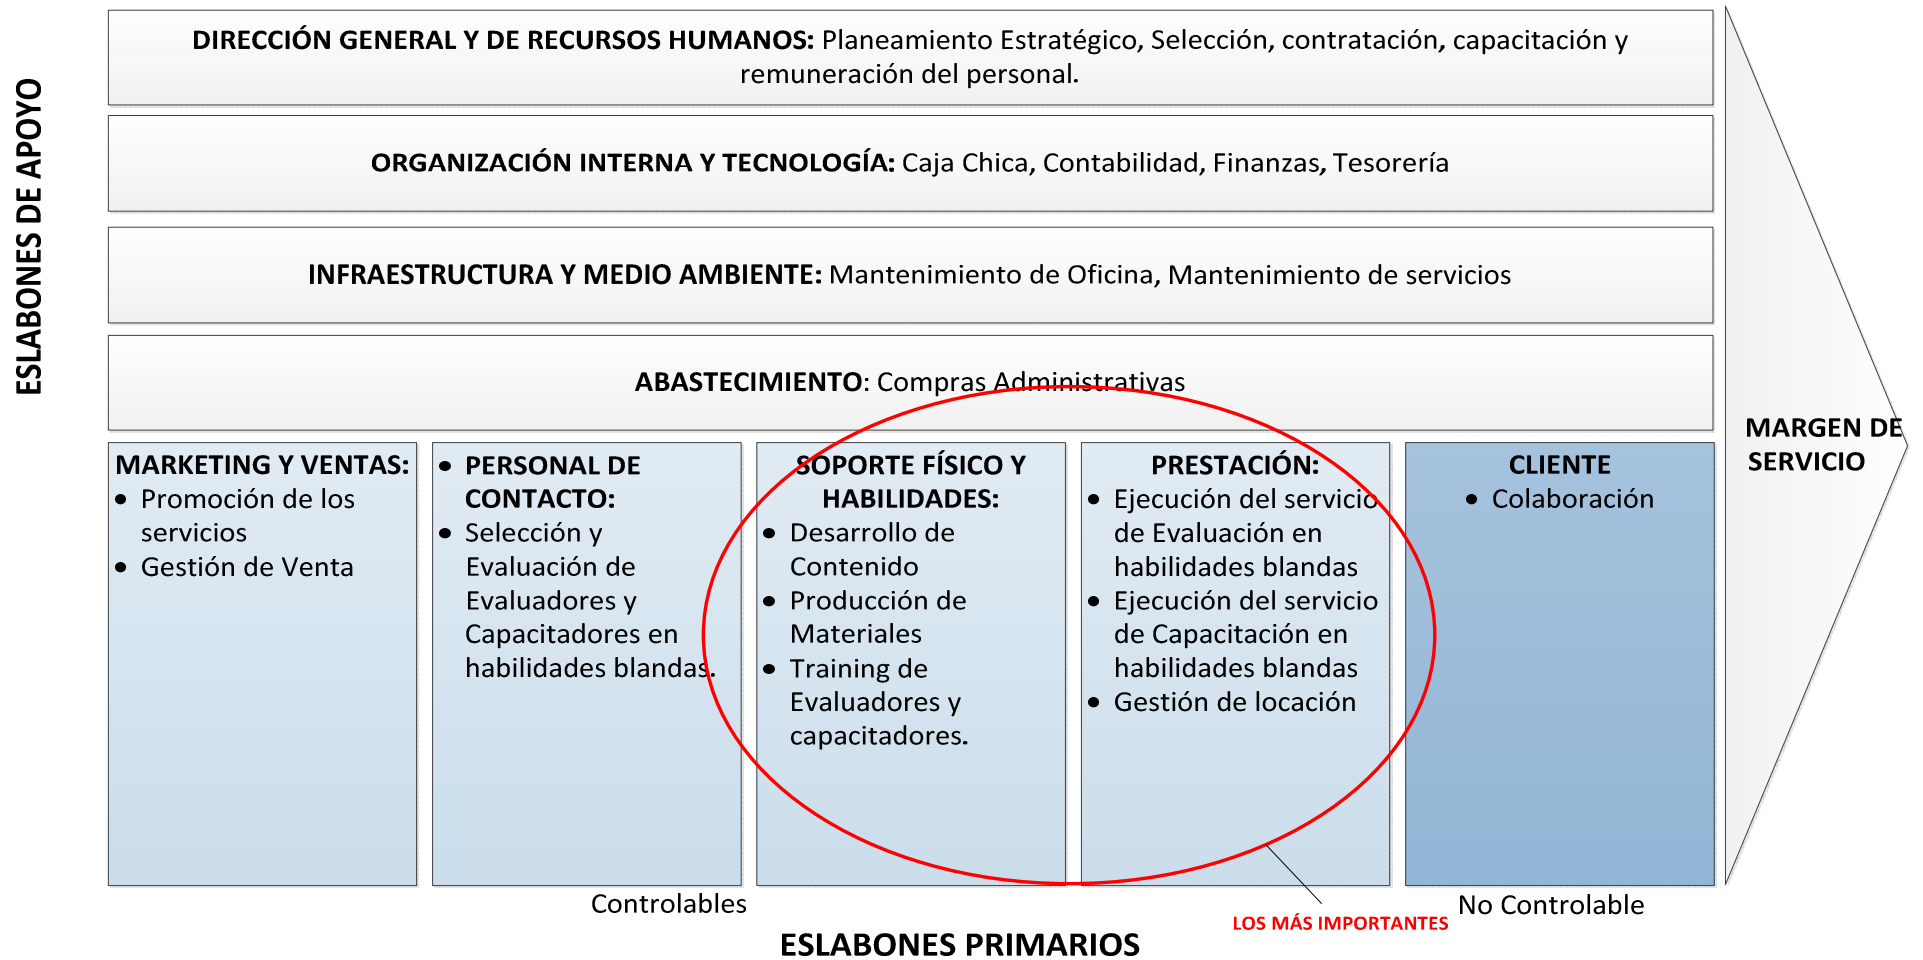 ESLABONES DE APOYO
DIRECCIÓN GENERAL Y DE RECURSOS HUMANOS: Planeamiento Estratégico, Selección, contratación, capacitación y
remuneración del personal.
ORGANIZACIÓN INTERNA Y TECNOLOGÍA: Caja Chica, Contabilidad, Finanzas, Tesorería
INFRAESTRUCTURA Y MEDIO AMBIENTE: Mantenimiento de Oficina, Mantenimiento de servicios
ABASTECIMIENTO: Compras Administrativas
MARKETING Y VENTAS:
• Promoción de los
servicios
• Gestión de Venta
• PERSONAL DE
CONTACTO:
• Selección y
Evaluación de
Evaluadores y
Capacitadores en
habilidades blandas.
SOPORTE FÍSICO Y
HABILIDADES:
• Desarrollo de
Contenido
• Producción de
Materiales
• Training de
Evaluadores y
capacitadores.
PRESTACIÓN:
• Ejecución del servicio
de Evaluación en
habilidades blandas
• Ejecución del servicio
de Capacitación en
habilidades blandas
• Gestión de locación
CLIENTE
• Colaboración
MARGEN DE
SERVICIO
Controlables
No Controlable
LOS MÁS IMPORTANTES
ESLABONES PRIMARIOS